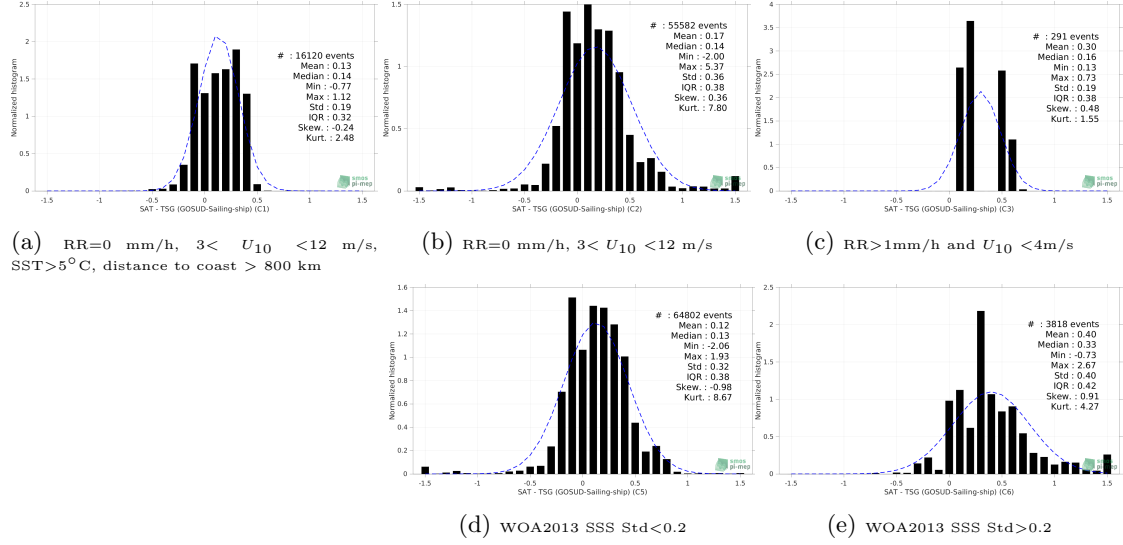 2.5
2
1.5
1
0.5
0
Normalized histogram
-1.5 -1 -0.5 0 0.5 1 1.5
SAT - TSG (GOSUD-Sailing-ship) (C1)
# : 16120 events
Mean : 0.13
Median : 0.14
Min : -0.77
Max : 1.12
Std : 0.19
IQR : 0.32
Skew. : -0.24
Kurt. : 2.48
smos
pi-mep
(a) RR=0 mm/h, 3< U10 <12 m/s,
SST>5°C, distance to coast > 800 km
1.5
1
0.5
0
Normalized histogram
-1.5 -1 -0.5 0 0.5 1 1.5
SAT - TSG (GOSUD-Sailing-ship) (C2)
# : 55582 events
Mean : 0.17
Median : 0.14
Min : -2.00
Max : 5.37
Std : 0.36
IQR : 0.38
Skew. : 0.36
Kurt. : 7.80
smos
pi-mep
(b) RR=0 mm/h, 3< U10 <12 m/s
4
3.5
3
2.5
2
1.5
1
0.5
0
Normalized histogram
-1.5 -1 -0.5 0 0.5 1 1.5
SAT - TSG (GOSUD-Sailing-ship) (C3)
# : 291 events
Mean : 0.30
Median : 0.16
Min : 0.13
Max : 0.73
Std : 0.19
IQR : 0.38
Skew. : 0.48
Kurt. : 1.55
smos
pi-mep
(c) RR>1mm/h and U10 <4m/s
1.6
1.4
1.2
1
0.8
0.6
0.4
0.2
0
Normalized histogram
-1.5 -1 -0.5 0 0.5 1 1.5
SAT - TSG (GOSUD-Sailing-ship) (C5)
# : 64802 events
Mean : 0.12
Median : 0.13
Min : -2.06
Max : 1.93
Std : 0.32
IQR : 0.38
Skew. : -0.98
Kurt. : 8.67
smos
pi-mep
(d) WOA2013 SSS Std<0.2
2.5
2
1.5
1
0.5
0
Normalized histogram
-1.5 -1 -0.5 0 0.5 1 1.5
SAT - TSG (GOSUD-Sailing-ship) (C6)
# : 3818 events
Mean : 0.40
Median : 0.33
Min : -0.73
Max : 2.67
Std : 0.40
IQR : 0.42
Skew. : 0.91
Kurt. : 4.27
smos
pi-mep
(e) WOA2013 SSS Std>0.2